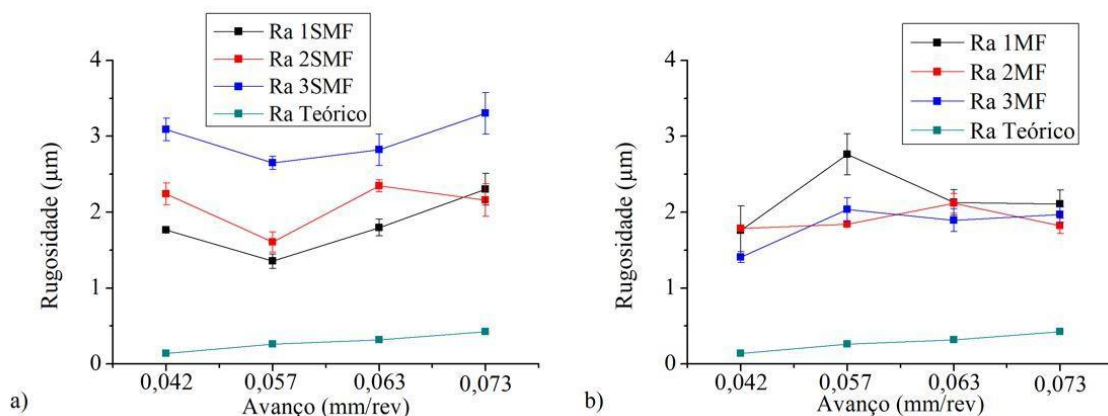 Ra 1SMF
Ra 2SMF
Ra 3SMF
Ra Teórico
4
3
2
1
0
Rugosidade (μm)
0,042 0,057 0,063 0,073
Avanço (mm/rev)
a)
Ra 1MF
Ra 2MF
Ra 3MF
Ra Teórico
4
3
2
1
0
Rugosidade (μm)
0,042 0,057 0,063 0,073
Avanço (mm/rev)
b)